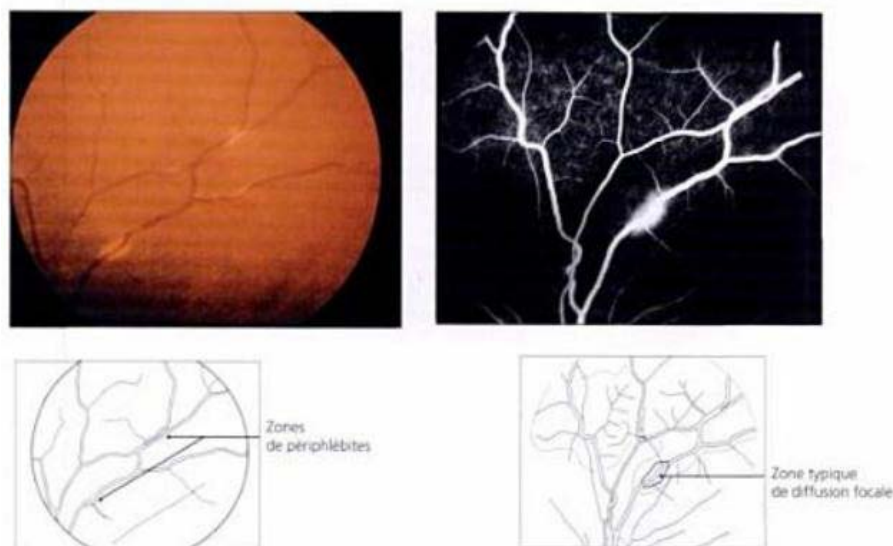 Zones
de périphlébites
Zone typique
de diffusion focale